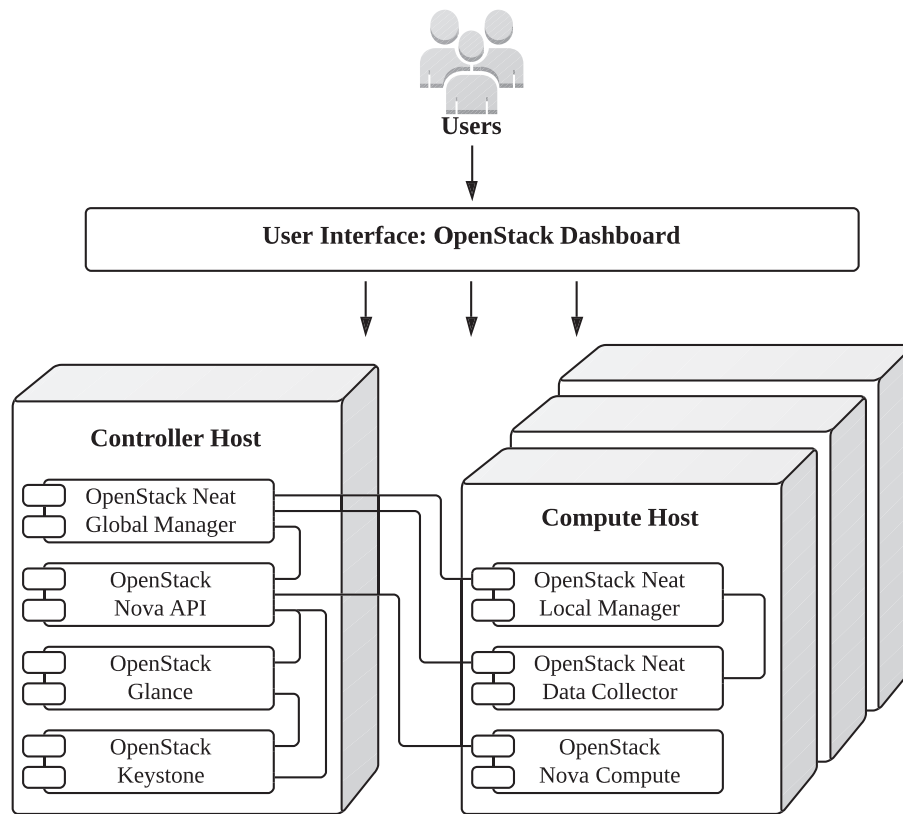 Users
User Interface: OpenStack Dashboard
Controller Host
OpenStack Neat
Global Manager
OpenStack
Nova API
OpenStack
Glance
OpenStack
Keystone
Compute Host
OpenStack Neat
Local Manager
OpenStack Neat
Data Collector
OpenStack
Nova Compute